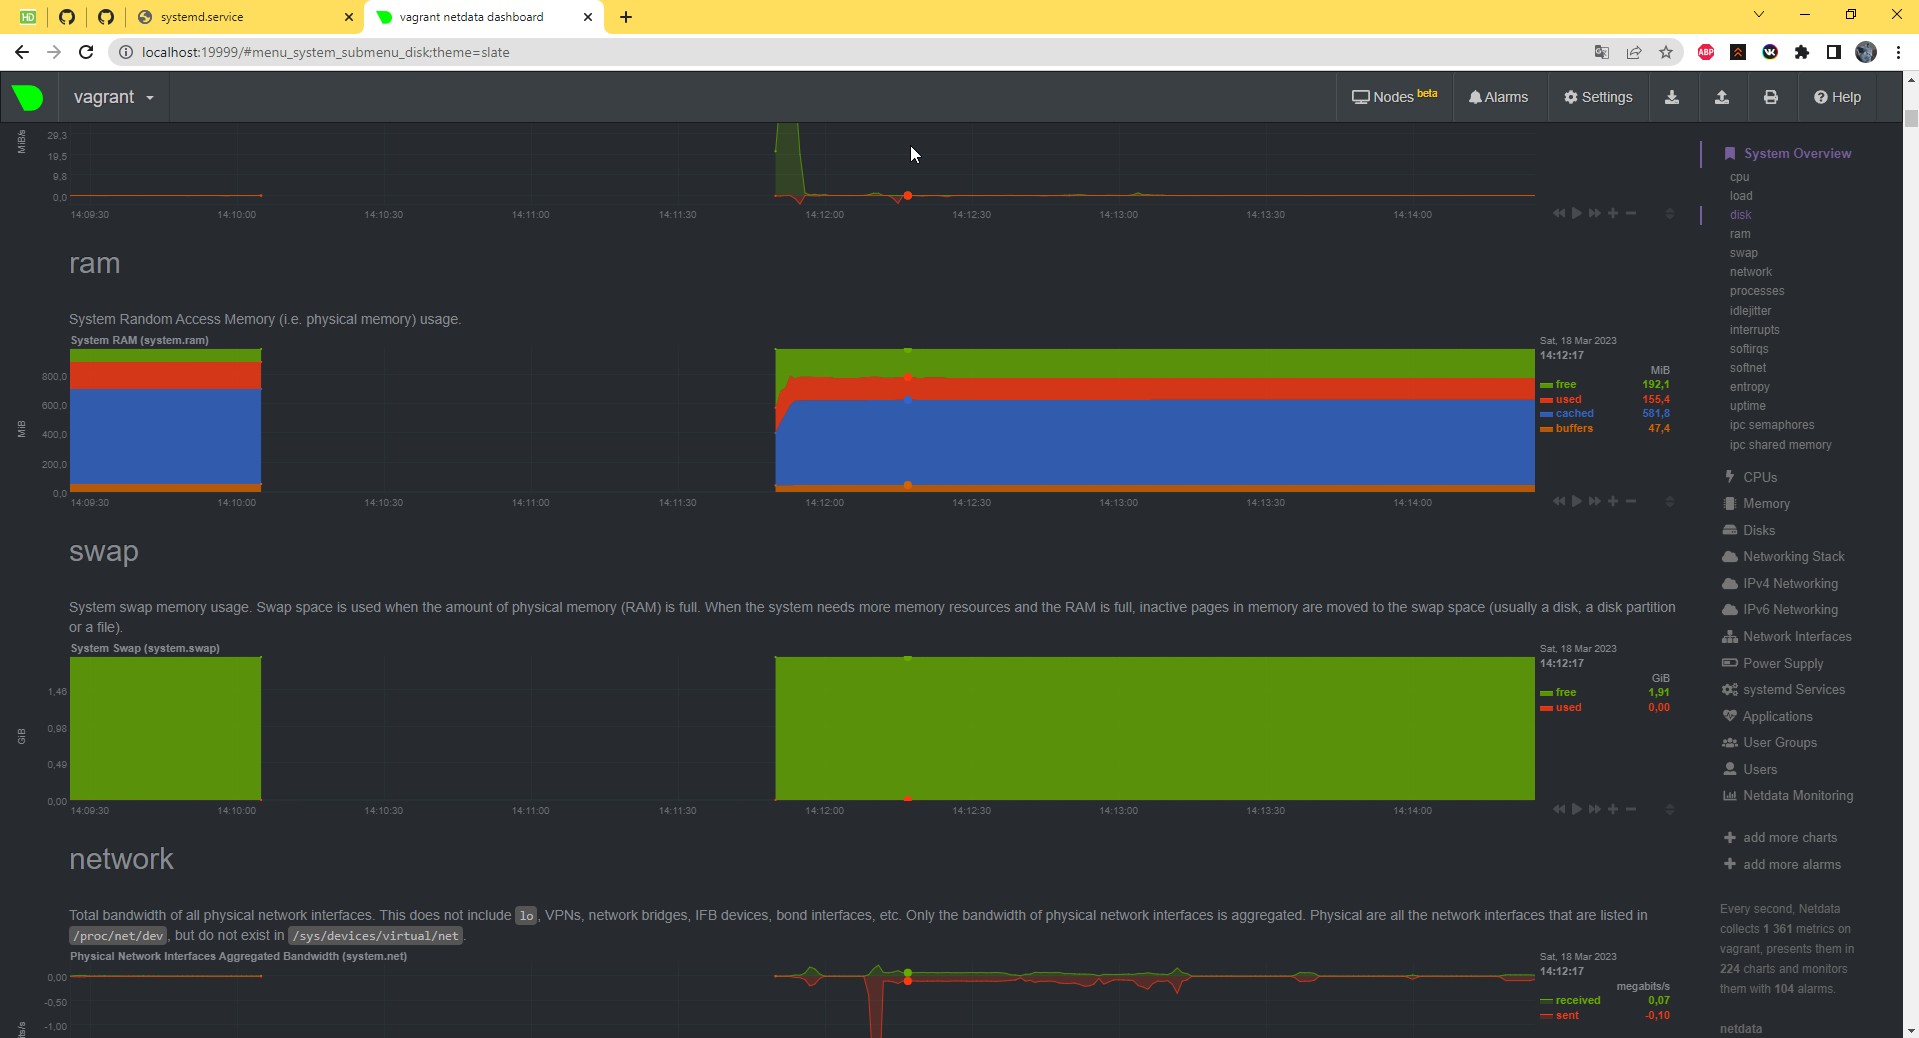 systemd.service
vagrant netdata dashboard
localhost:19999/#menu_system_submenu_disk;theme=slate
vagrant
Nodes beta
Alarms
Settings
Help
MiB/s
29,3
19,5
9,8
0,0
14:09:30 14:10:00 14:10:30 14:11:00 14:11:30 14:12:00 14:12:30 14:13:00 14:13:30 14:14:00
ram
System Random Access Memory (i.e. physical memory) usage.
System RAM (system.ram)
MiB
800,0
600,0
400,0
200,0
0,0
14:09:30 14:10:00 14:10:30 14:11:00 14:11:30 14:12:00 14:12:30 14:13:00 14:13:30 14:14:00
Sat, 18 Mar 2023
14:12:17
MiB
free 192,1
used 155,4
cached 581,8
buffers 47,4
swap
System swap memory usage. Swap space is used when the amount of physical memory (RAM) is full. When the system needs more memory resources and the RAM is full, inactive pages in memory are moved to the swap space (usually a disk, a disk partition
or a file).
System Swap (system.swap)
GiB
1,46
0,98
0,49
0,00
14:09:30 14:10:00 14:10:30 14:11:00 14:11:30 14:12:00 14:12:30 14:13:00 14:13:30 14:14:00
Sat, 18 Mar 2023
14:12:17
GiB
free 1,91
used 0,00
network
Total bandwidth of all physical network interfaces. This does not include lo, VPNs, network bridges, IFB devices, bond interfaces, etc. Only the bandwidth of physical network interfaces is aggregated. Physical are all the network interfaces that are listed in
/proc/net/dev, but do not exist in /sys/devices/virtual/net.
Physical Network Interfaces Aggregated Bandwidth (system.net)
0,00
-0,50
-1,00
Sat, 18 Mar 2023
14:12:17
megabits/s
received 0,07
sent -0,10
System Overview
cpu
load
disk
ram
swap
network
processes
idlejitter
interrupts
softirqs
softnet
entropy
uptime
ipc semaphores
ipc shared memory
CPUs
Memory
Disks
Networking Stack
IPv4 Networking
IPv6 Networking
Network Interfaces
Power Supply
systemd Services
Applications
User Groups
Users
Netdata Monitoring
add more charts
add more alarms
Every second, Netdata
collects 1 361 metrics on
vagrant, presents them in
224 charts and monitors
them with 104 alarms.
netdata
HD
ABP